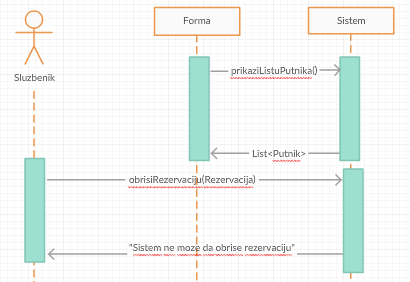 Forma
Sistem
Sluzbenik
prikaziListuPutnika()
List<Putnik>
obrisiRezervaciju(Rezervacija)
"Sistem ne moze da obrise rezervaciju"